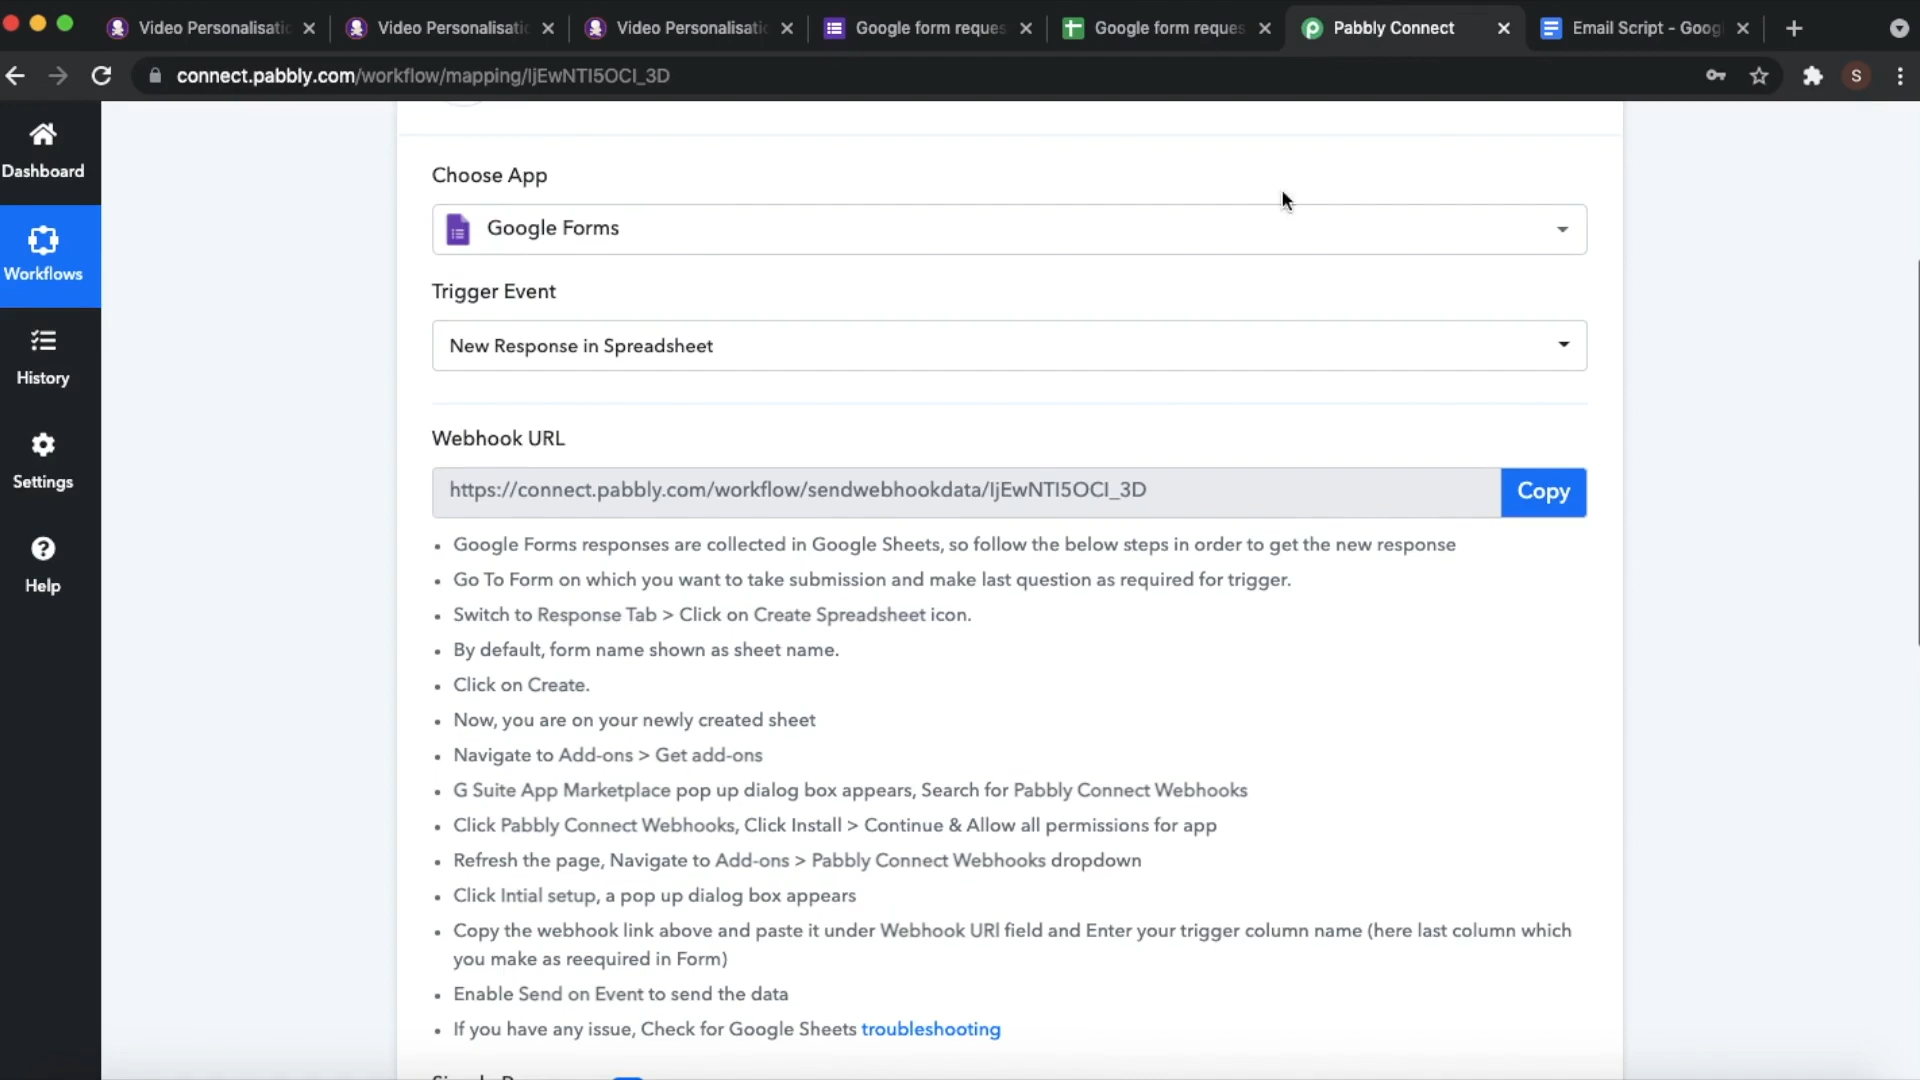 Video Personalisati
Video Personalisati
Video Personalisati
Google form reques
Google form reques
Pabbly Connect
Email Script - Goog
connect.pabbly.com/workflow/mapping/IjEwNTI5OCI_3D
S
Dashboard
Workflows
History
Settings
Help
Choose App
Google Forms
Trigger Event
New Response in Spreadsheet
Webhook URL
https://connect.pabbly.com/workflow/sendwebhookdata/IjEwNTI5OCI_3D
Copy
• Google Forms responses are collected in Google Sheets, so follow the below steps in order to get the new response
• Go To Form on which you want to take submission and make last question as required for trigger.
• Switch to Response Tab > Click on Create Spreadsheet icon.
• By default, form name shown as sheet name.
• Click on Create.
• Now, you are on your newly created sheet
• Navigate to Add-ons > Get add-ons
• G Suite App Marketplace pop up dialog box appears, Search for Pabbly Connect Webhooks
• Click Pabbly Connect Webhooks, Click Install > Continue & Allow all permissions for app
• Refresh the page, Navigate to Add-ons > Pabbly Connect Webhooks dropdown
• Click Intial setup, a pop up dialog box appears
• Copy the webhook link above and paste it under Webhook URl field and Enter your trigger column name (here last column which
you make as reequired in Form)
• Enable Send on Event to send the data
• If you have any issue, Check for Google Sheets troubleshooting